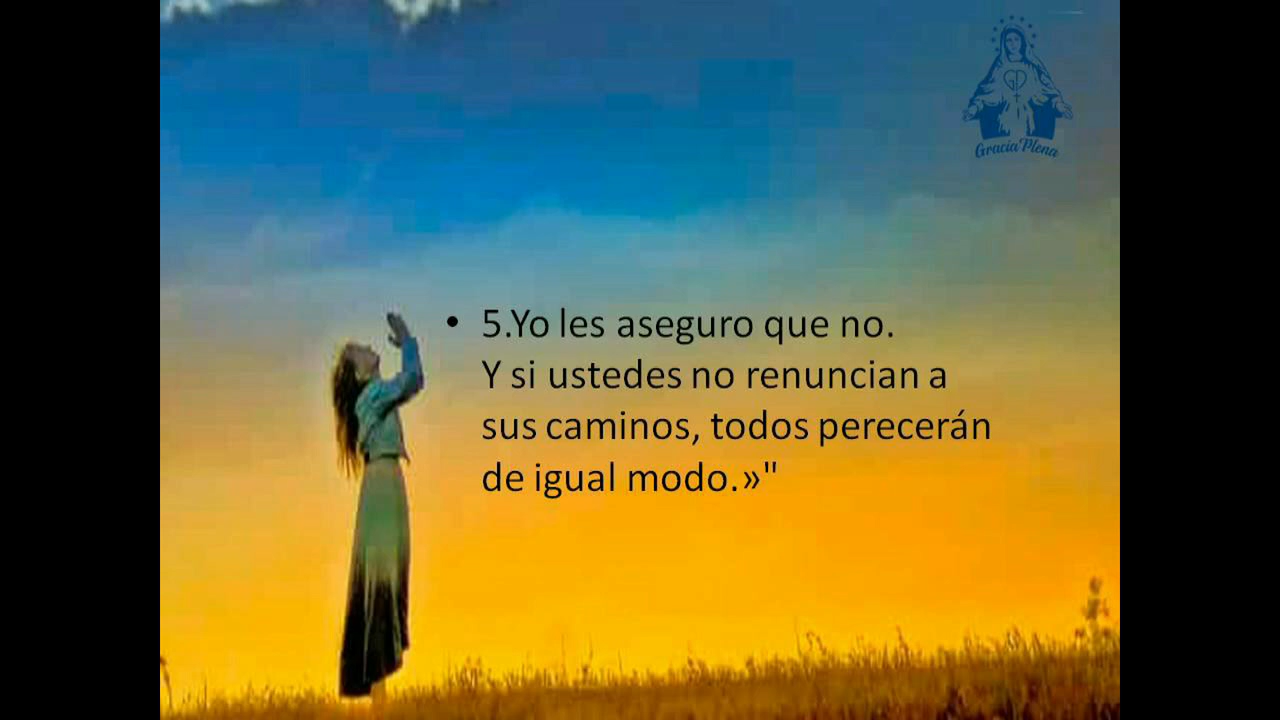 GP
Gracia Plena
• 5.Yo les aseguro que no.
Y si ustedes no renuncian a
sus caminos, todos perecerán
de igual modo.»"